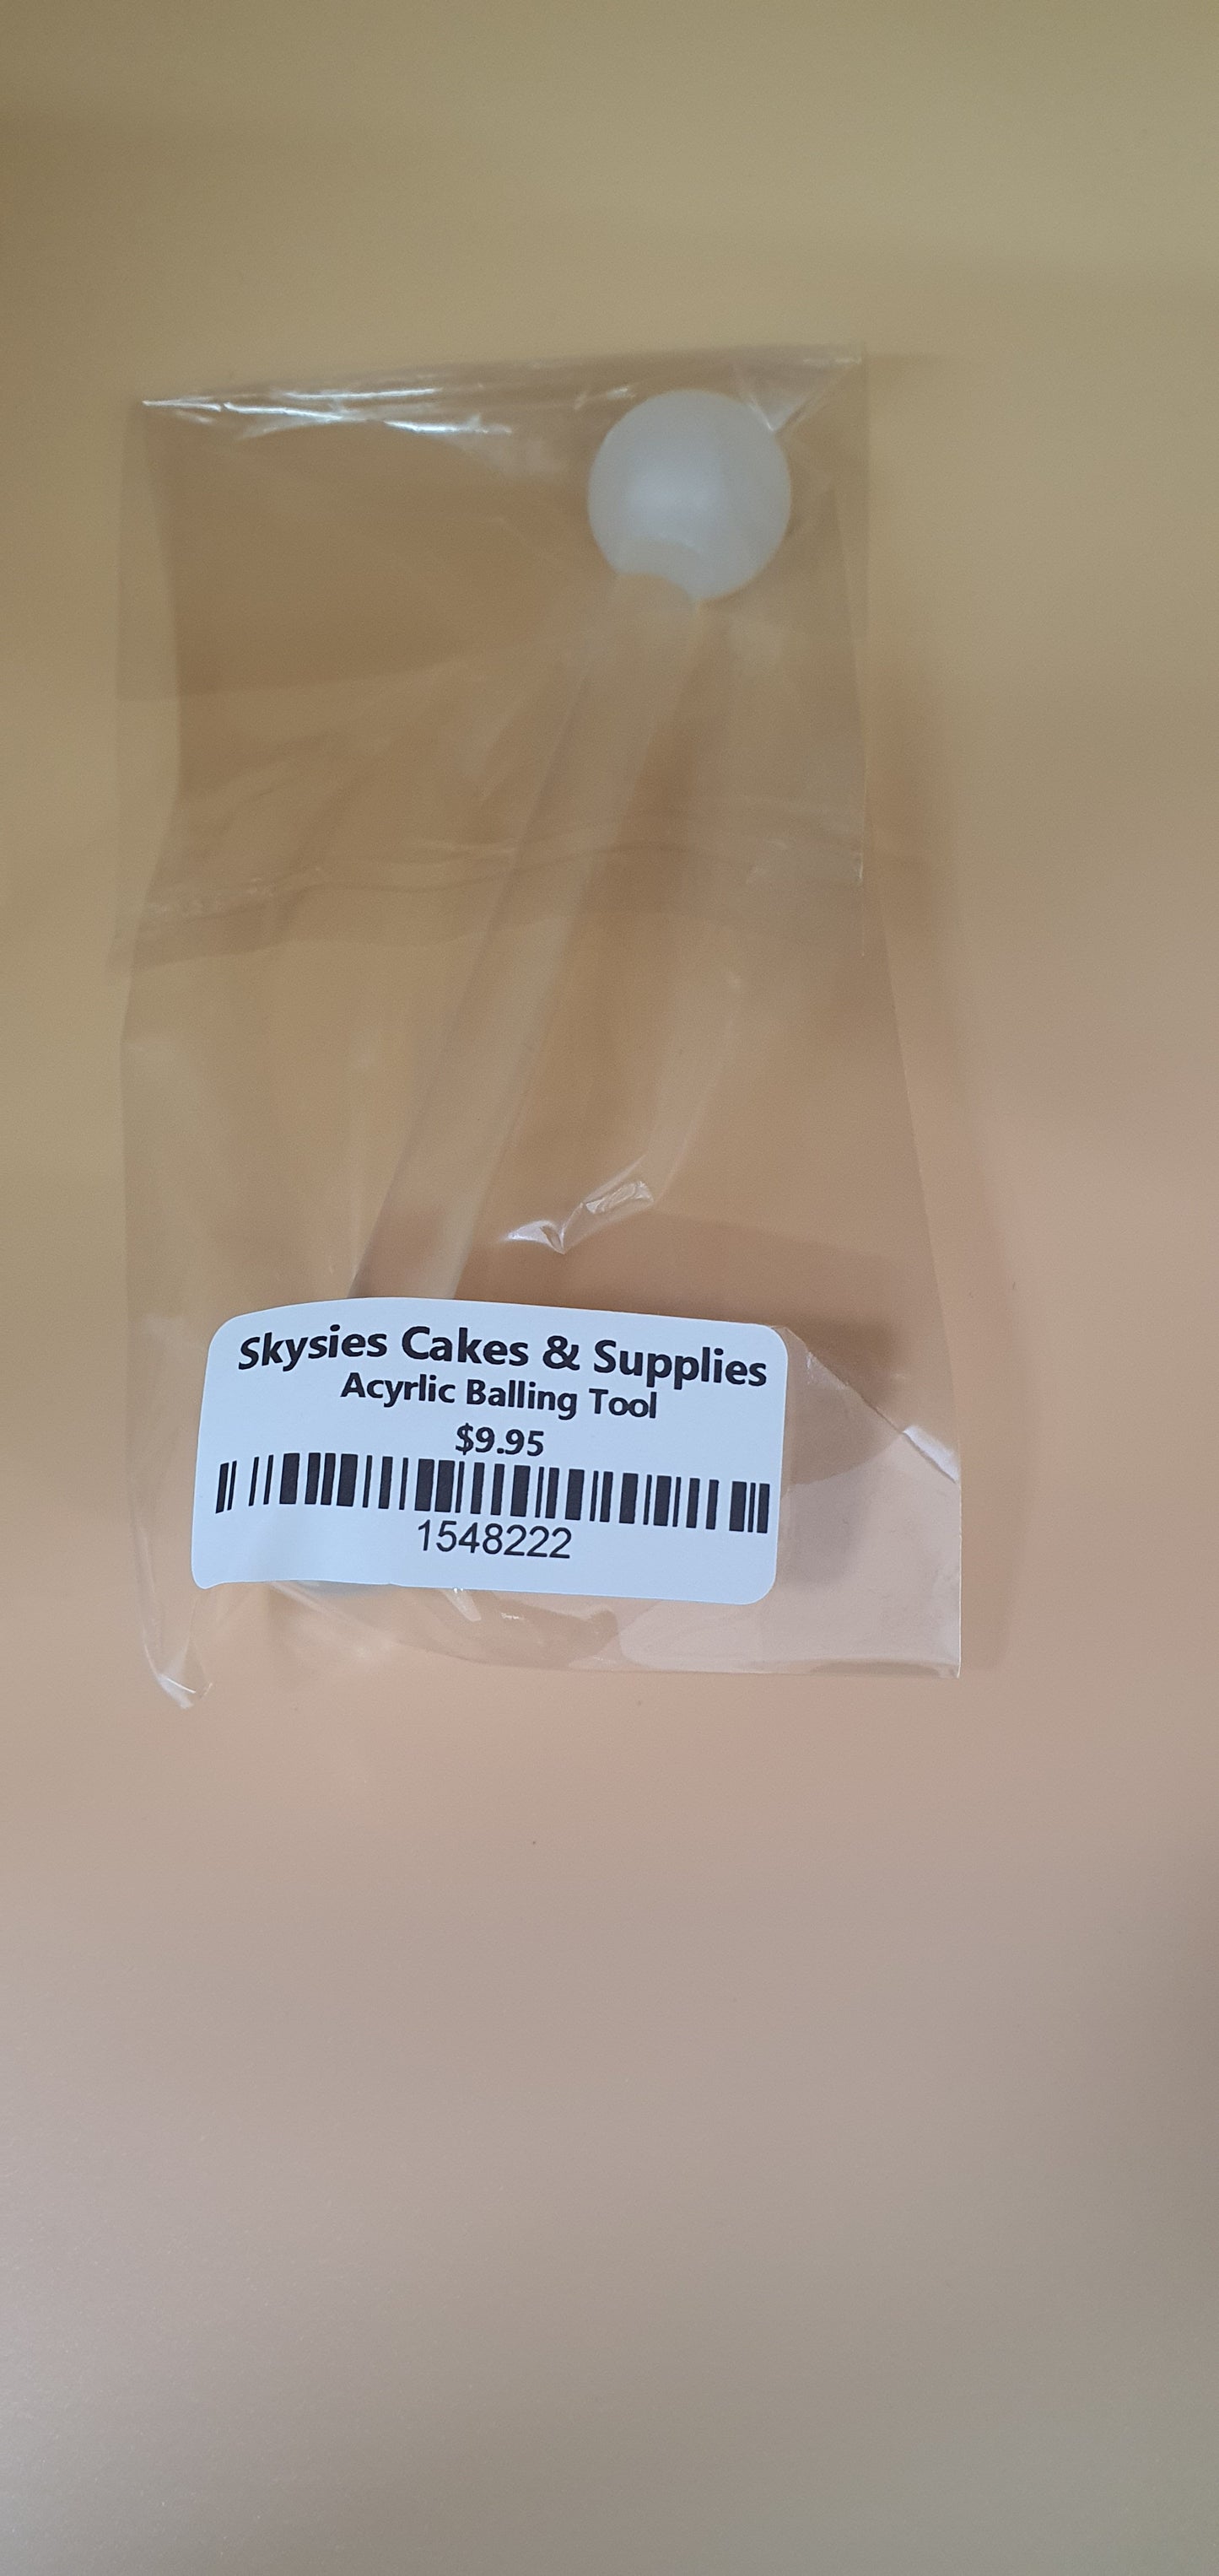 Skysies Cakes & Supplies
Acyrlic Balling Tool
$9.95
1548222